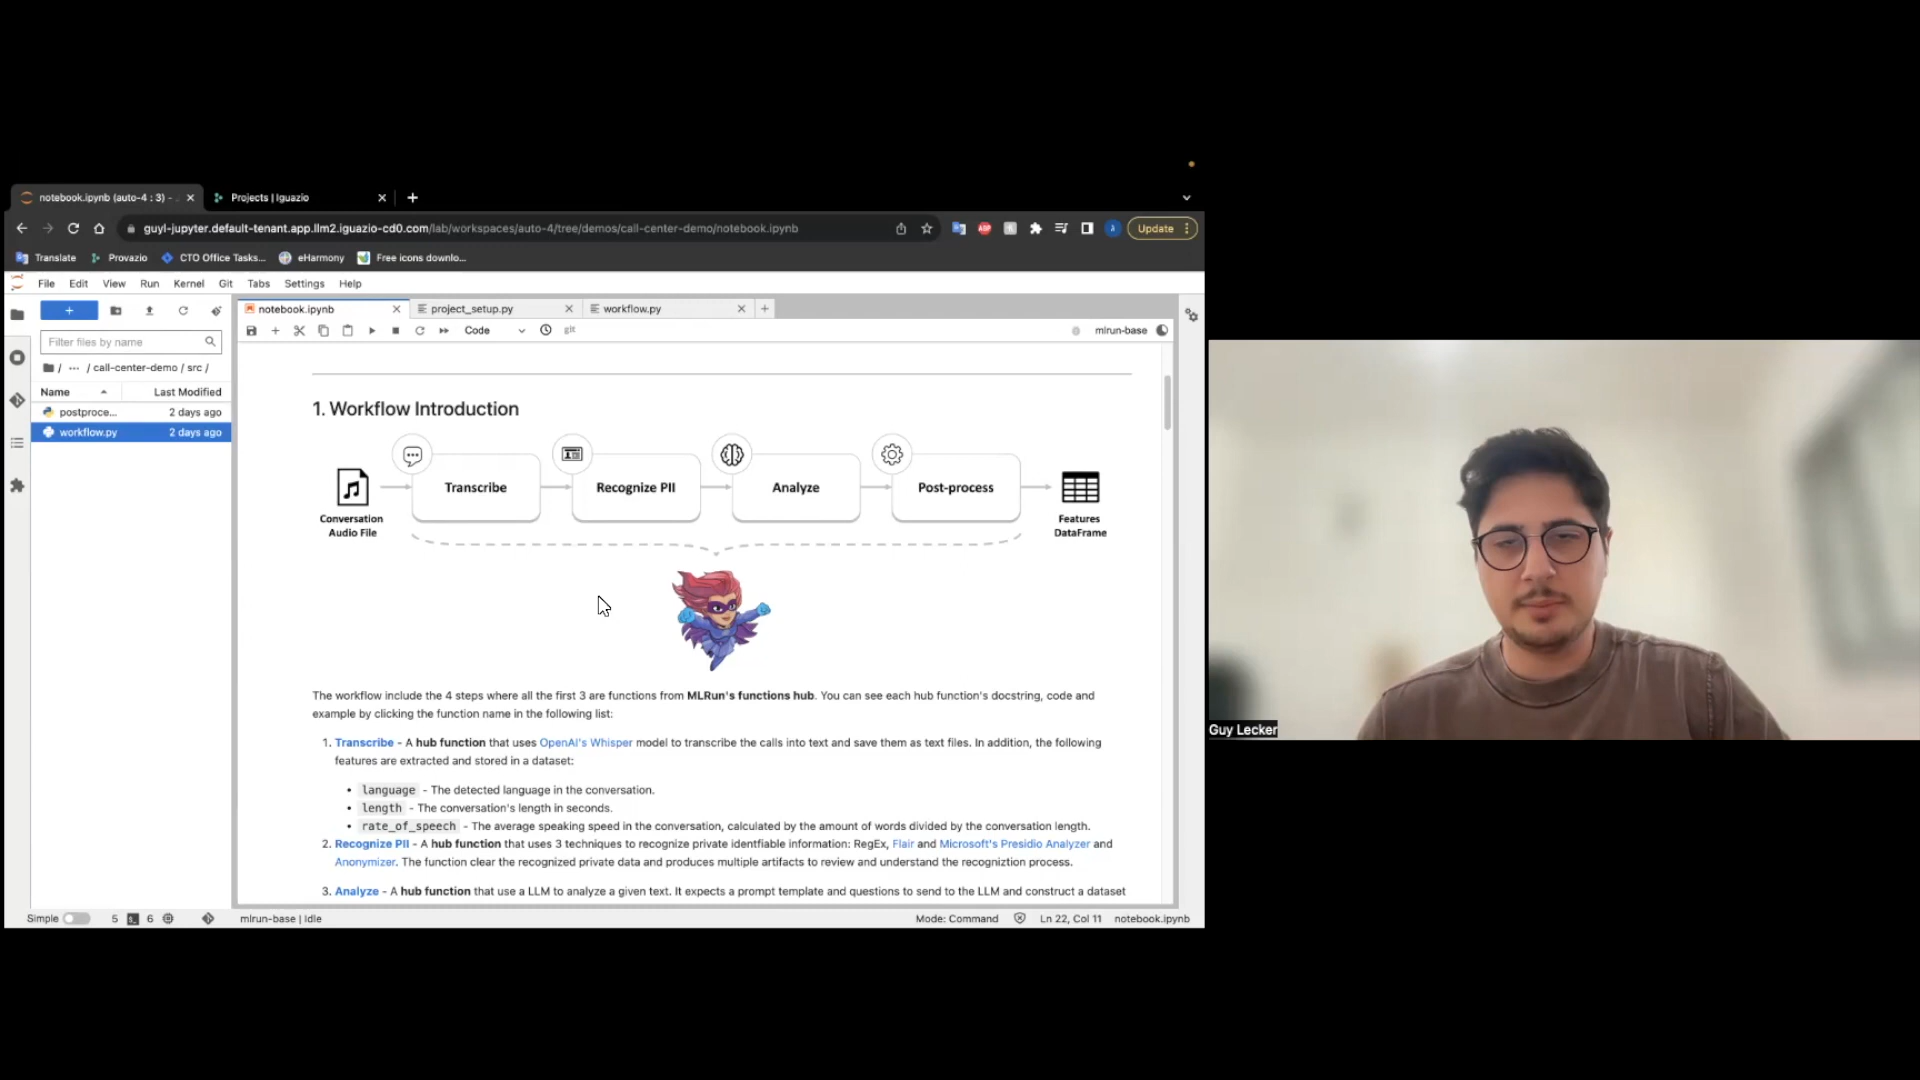 notebook.ipynb (auto-4 : 3) -
Projects | Iguazio
guyl-jupyter.default-tenant.app.llm2.iguazio-cd0.com/lab/workspaces/auto-4/tree/demos/call-center-demo/notebook.ipynb
Update
Translate
Provazio
CTO Office Tasks...
eHarmony
Free icons downlo...
File Edit View Run Kernel Git Tabs Settings Help
notebook.ipynb
project_setup.py
workflow.py
Code
git
mlrun-base
Filter files by name
/ ... / call-center-demo / src /
Name Last Modified
postproce... 2 days ago
workflow.py 2 days ago
1. Workflow Introduction
Transcribe
Recognize PII
Analyze
Post-process
Conversation
Audio File
Features
DataFrame
The workflow include the 4 steps where all the first 3 are functions from MLRun's functions hub. You can see each hub function's docstring, code and
example by clicking the function name in the following list:
1. Transcribe - A hub function that uses OpenAI's Whisper model to transcribe the calls into text and save them as text files. In addition, the following
features are extracted and stored in a dataset:
• language - The detected language in the conversation.
• length - The conversation's length in seconds.
• rate_of_speech - The average speaking speed in the conversation, calculated by the amount of words divided by the conversation length.
2. Recognize PII - A hub function that uses 3 techniques to recognize private identfiable information: RegEx, Flair and Microsoft's Presidio Analyzer and
Anonymizer. The function clear the recognized private data and produces multiple artifacts to review and understand the recogniztion process.
3. Analyze - A hub function that use a LLM to analyze a given text. It expects a prompt template and questions to send to the LLM and construct a dataset
Simple 5 6 mlrun-base | Idle
Mode: Command Ln 22, Col 11 notebook.ipynb
Guy Lecker